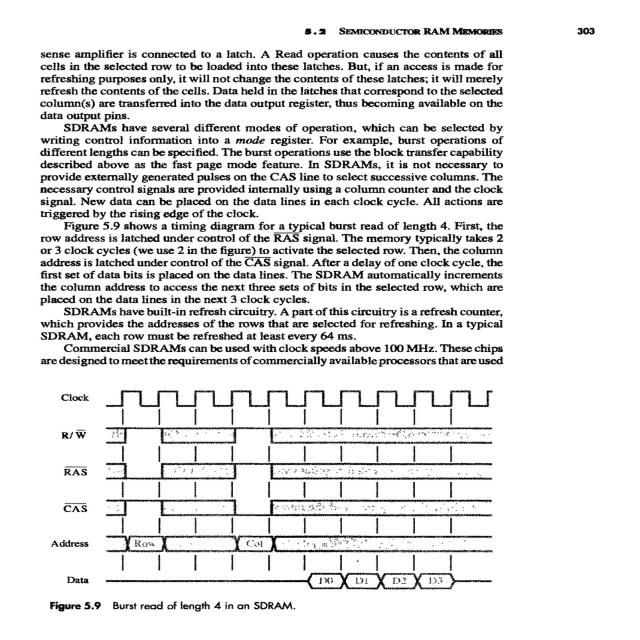 5.2 SEMICONDUCTOR RAM MEMORIES 303
sense amplifier is connected to a latch. A Read operation causes the contents of all
cells in the selected row to be loaded into these latches. But, if an access is made for
refreshing purposes only, it will not change the contents of these latches; it will merely
refresh the contents of the cells. Data held in the latches that correspond to the selected
column(s) are transferred into the data output register, thus becoming available on the
data output pins.
SDRAMs have several different modes of operation, which can be selected by
writing control information into a mode register. For example, burst operations of
different lengths can be specified. The burst operations use the block transfer capability
described above as the fast page mode feature. In SDRAMs, it is not necessary to
provide externally generated pulses on the CAS line to select successive columns. The
necessary control signals are provided internally using a column counter and the clock
signal. New data can be placed on the data lines in each clock cycle. All actions are
triggered by the rising edge of the clock.
Figure 5.9 shows a timing diagram for a typical burst read of length 4. First, the
row address is latched under control of the RAS signal. The memory typically takes 2
or 3 clock cycles (we use 2 in the figure) to activate the selected row. Then, the column
address is latched under control of the CAS signal. After a delay of one clock cycle, the
first set of data bits is placed on the data lines. The SDRAM automatically increments
the column address to access the next three sets of bits in the selected row, which are
placed on the data lines in the next 3 clock cycles.
SDRAMs have built-in refresh circuitry. A part of this circuitry is a refresh counter,
which provides the addresses of the rows that are selected for refreshing. In a typical
SDRAM, each row must be refreshed at least every 64 ms.
Commercial SDRAMs can be used with clock speeds above 100 MHz. These chips
are designed to meet the requirements of commercially available processors that are used
Clock
R/W
RAS
CAS
Address Row Col
Data D0 D1 D2 D3
Figure 5.9 Burst read of length 4 in an SDRAM.